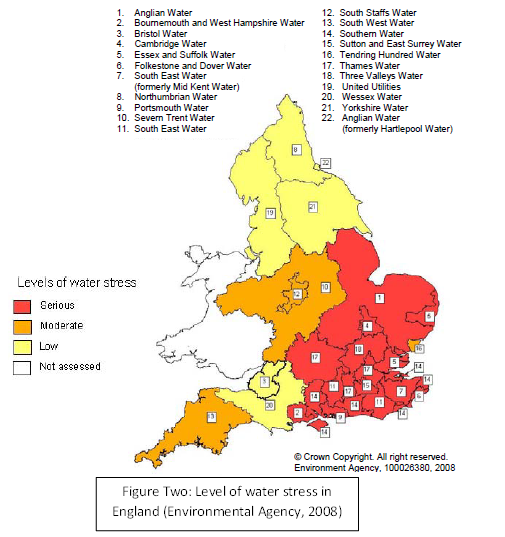 1. Anglian Water
2. Bournemouth and West Hampshire Water
3. Bristol Water
4. Cambridge Water
5. Essex and Suffolk Water
6. Folkestone and Dover Water
7. South East Water
(formerly Mid Kent Water)
8. Northumbrian Water
9. Portsmouth Water
10. Severn Trent Water
11. South East Water
12. South Staffs Water
13. South West Water
14. Southern Water
15. Sutton and East Surrey Water
16. Tendring Hundred Water
17. Thames Water
18. Three Valleys Water
19. United Utilities
20. Wessex Water
21. Yorkshire Water
22. Anglian Water
(formerly Hartlepool Water)
8
22
21
19
Levels of water stress
Serious
Moderate
Low
Not assessed
12
10
1
5
4
16
17
18
5
14
17
3
14
11
17
15
7
6
20
2
14
14
11
9
14
13
14
© Crown Copyright. All right reserved.
Environment Agency, 100026380, 2008
Figure Two: Level of water stress in
England (Environmental Agency, 2008)